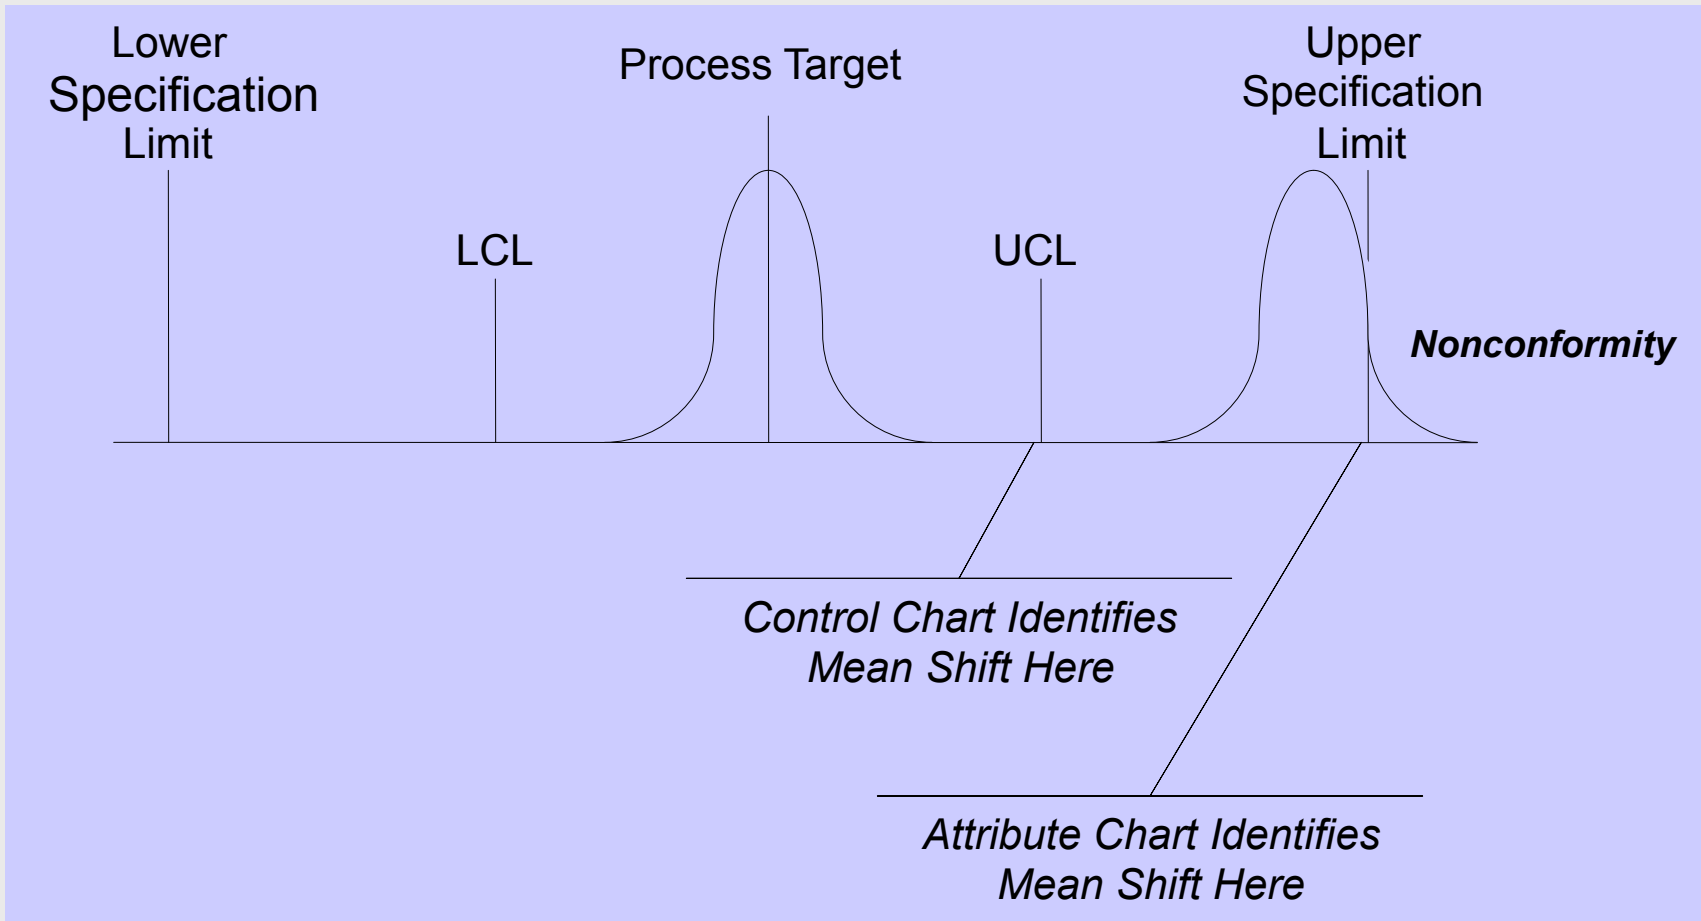 Lower
Specification
Limit
Process Target
Upper
Specification
Limit
LCL
UCL
Nonconformity
Control Chart Identifies
Mean Shift Here
Attribute Chart Identifies
Mean Shift Here